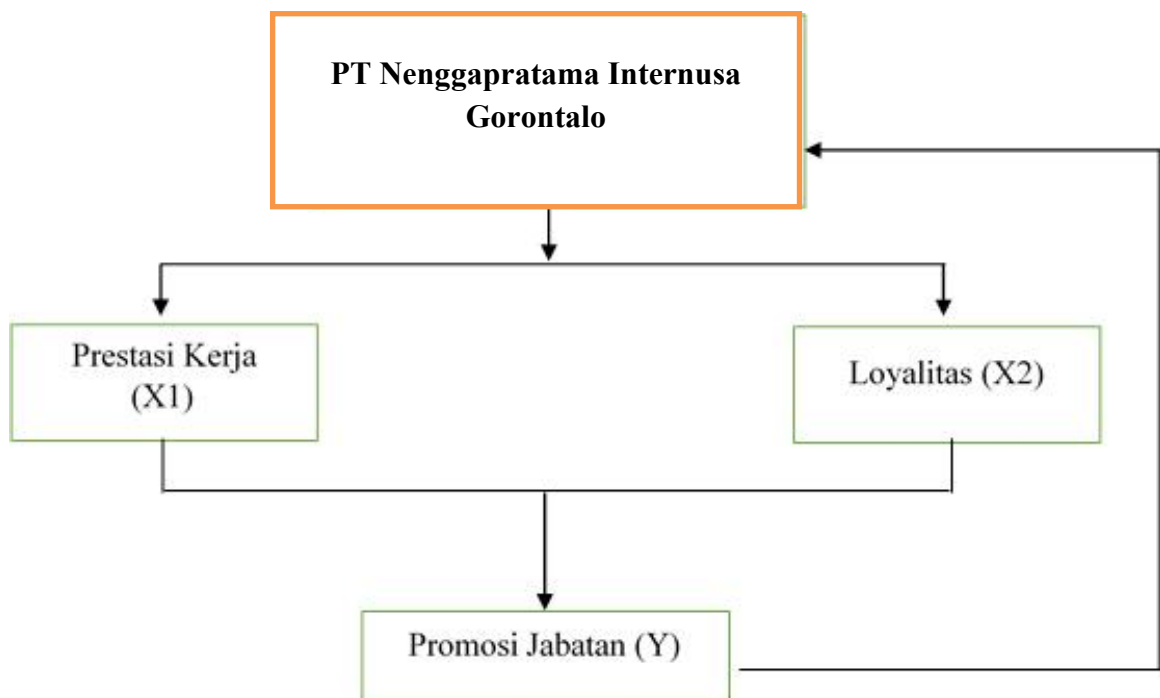 PT Nenggapratama Internusa
Gorontalo
Prestasi Kerja
(X1)
Loyalitas (X2)
Promosi Jabatan (Y)